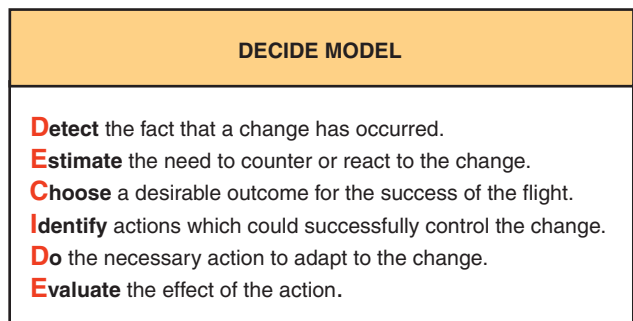 DECIDE MODEL
Detect the fact that a change has occurred.
Estimate the need to counter or react to the change.
Choose a desirable outcome for the success of the flight.
Identify actions which could successfully control the change.
Do the necessary action to adapt to the change.
Evaluate the effect of the action.